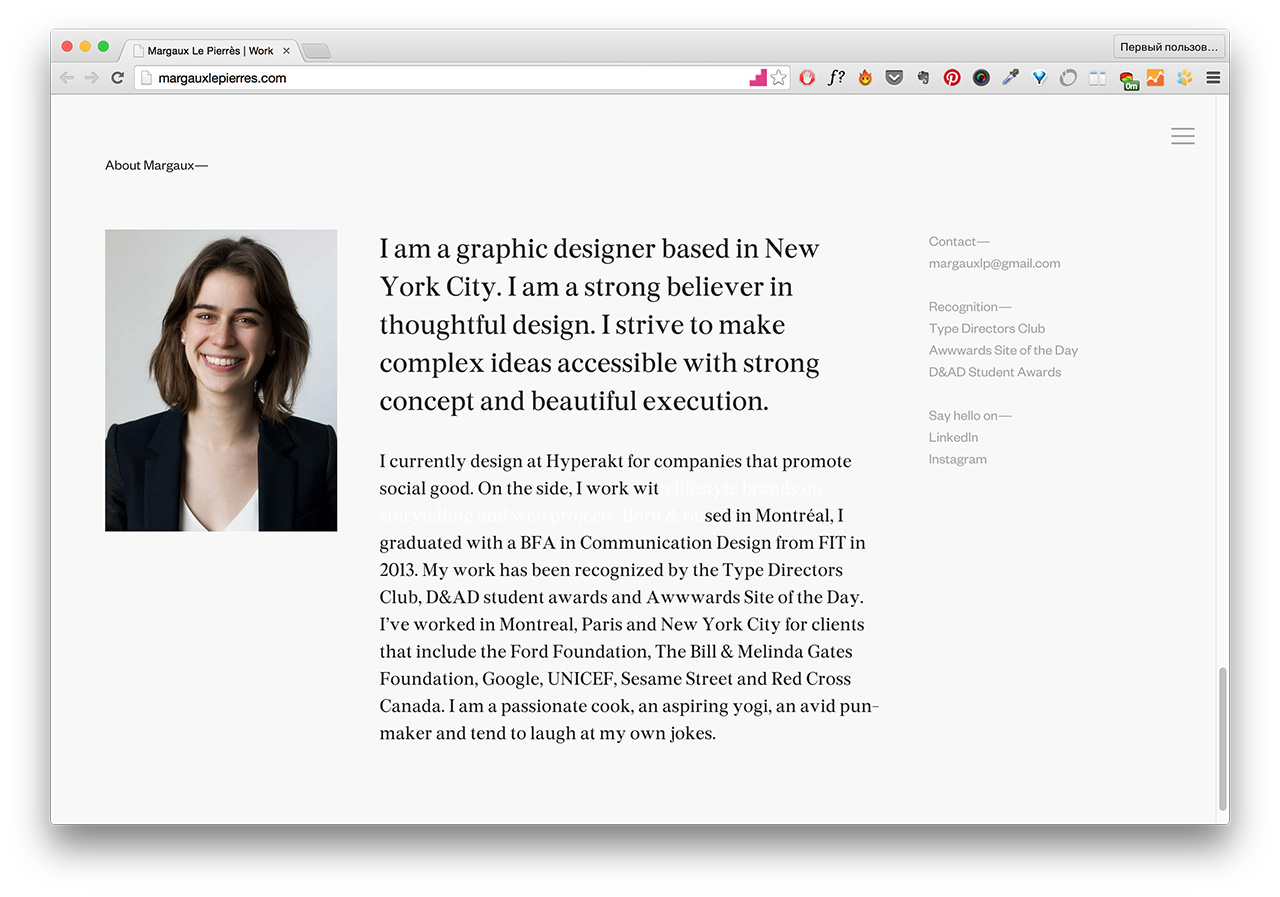 Margaux Le Pierrès | Work
Первый пользов...
margauxlepierres.com
f?
0m
About Margaux—
I am a graphic designer based in New
York City. I am a strong believer in
thoughtful design. I strive to make
complex ideas accessible with strong
concept and beautiful execution.
I currently design at Hyperakt for companies that promote
social good. On the side, I work with lifestyle brands on
storytelling and web projects. Born & raised in Montréal, I
graduated with a BFA in Communication Design from FIT in
2013. My work has been recognized by the Type Directors
Club, D&AD student awards and Awwwards Site of the Day.
I’ve worked in Montreal, Paris and New York City for clients
that include the Ford Foundation, The Bill & Melinda Gates
Foundation, Google, UNICEF, Sesame Street and Red Cross
Canada. I am a passionate cook, an aspiring yogi, an avid pun-
maker and tend to laugh at my own jokes.
Contact—
margauxlp@gmail.com
Recognition—
Type Directors Club
Awwwards Site of the Day
D&AD Student Awards
Say hello on—
LinkedIn
Instagram